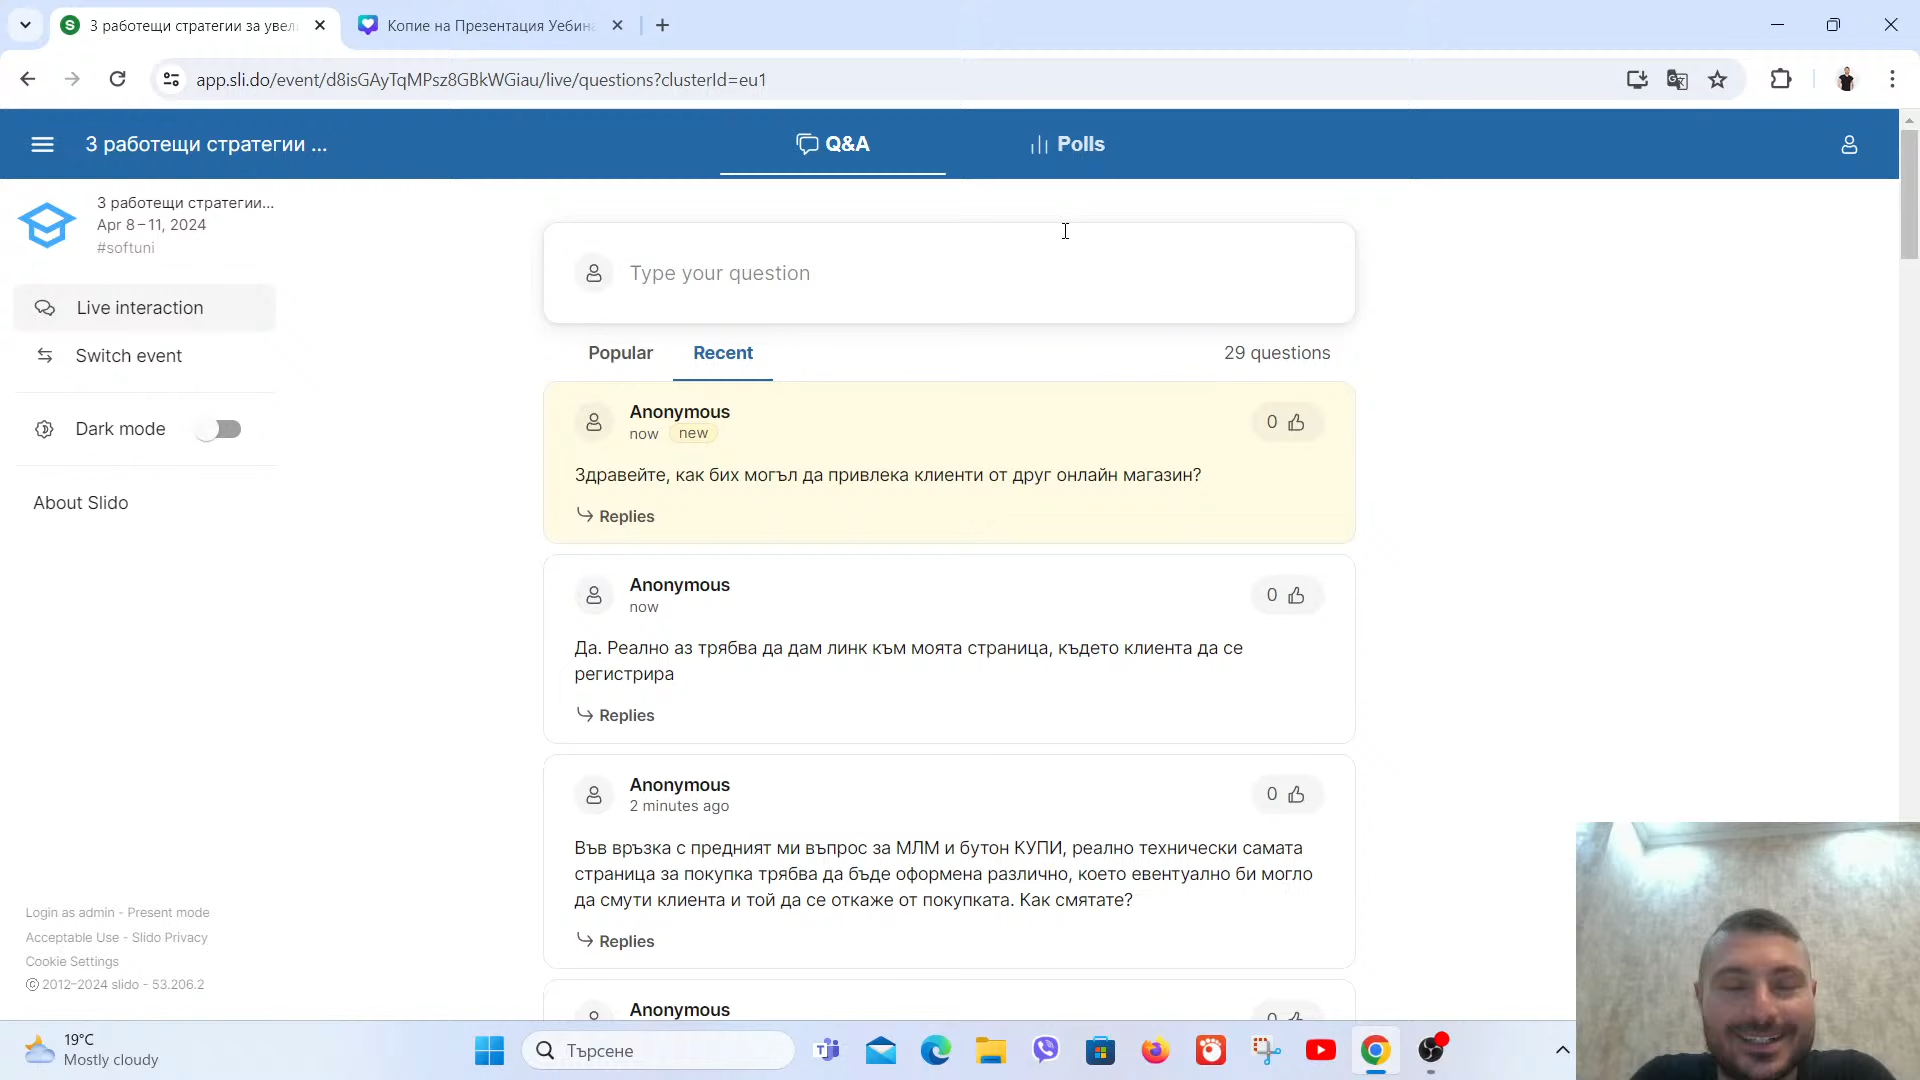 3 работещи стратегии за увел
Копие на Презентация Уебина
app.sli.do/event/d8isGAyTqMPsz8GBkWGiau/live/questions?clusterId=eu1
3 работещи стратегии ...
Q&A
Polls
3 работещи стратегии...
Apr 8–11, 2024
#softuni
Live interaction
Switch event
Dark mode
About Slido
Type your question
Popular
Recent
29 questions
Anonymous
now new
0
Здравейте, как бих могъл да привлека клиенти от друг онлайн магазин?
Replies
Anonymous
now
0
Да. Реално аз трябва да дам линк към моята страница, където клиента да се
регистрира
Replies
Anonymous
2 minutes ago
0
Във връзка с предният ми въпрос за МЛМ и бутон КУПИ, реално технически самата
страница за покупка трябва да бъде оформена различно, което евентуално би могло
да смути клиента и той да се откаже от покупката. Как смятате?
Replies
Anonymous
0
Login as admin - Present mode
Acceptable Use - Slido Privacy
Cookie Settings
© 2012–2024 slido - 53.206.2
19°C
Mostly cloudy
Търсене